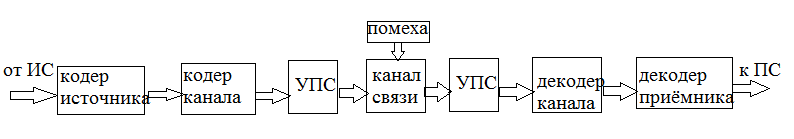 помеха
от ИС
кодер
источника
кодер
канала
УПС
канал
связи
УПС
декодер
канала
декодер
приёмника
к ПС